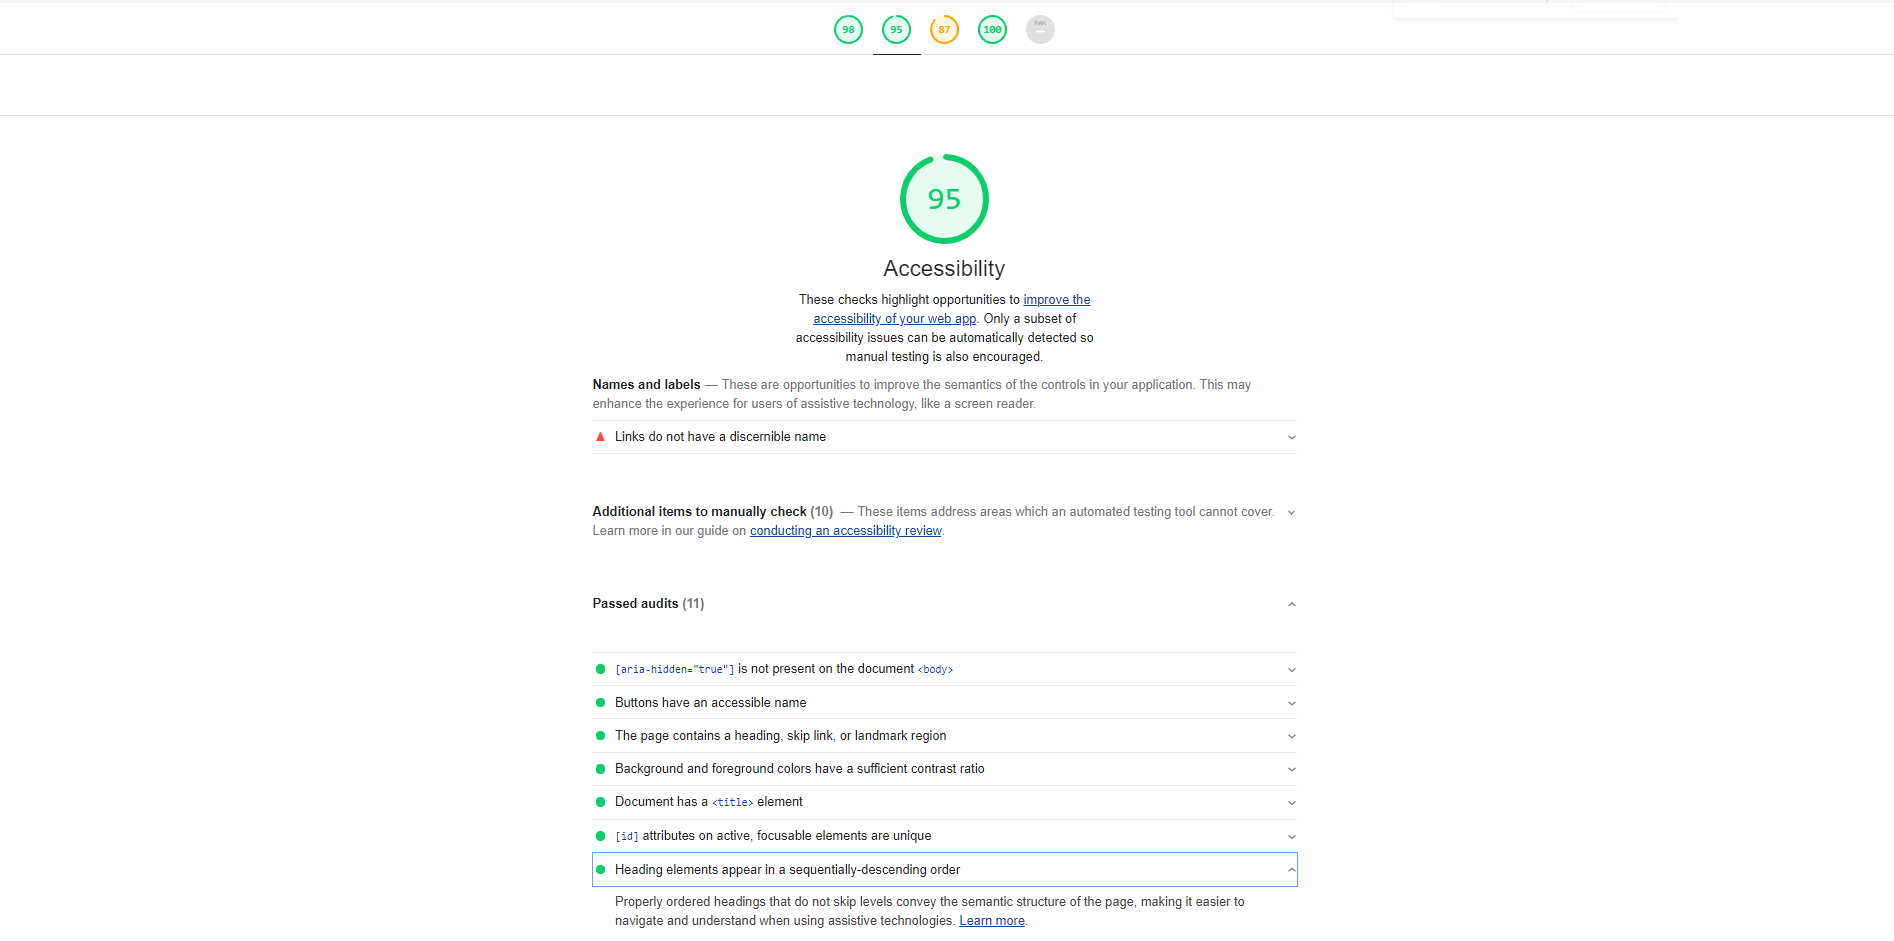 98 95 87 100 PWA
95
Accessibility
These checks highlight opportunities to improve the
accessibility of your web app. Only a subset of
accessibility issues can be automatically detected so
manual testing is also encouraged.
Names and labels — These are opportunities to improve the semantics of the controls in your application. This may
enhance the experience for users of assistive technology, like a screen reader.
Links do not have a discernible name
Additional items to manually check (10) — These items address areas which an automated testing tool cannot cover.
Learn more in our guide on conducting an accessibility review.
Passed audits (11)
[aria-hidden="true"] is not present on the document <body>
Buttons have an accessible name
The page contains a heading, skip link, or landmark region
Background and foreground colors have a sufficient contrast ratio
Document has a <title> element
[id] attributes on active, focusable elements are unique
Heading elements appear in a sequentially-descending order
Properly ordered headings that do not skip levels convey the semantic structure of the page, making it easier to
navigate and understand when using assistive technologies. Learn more.